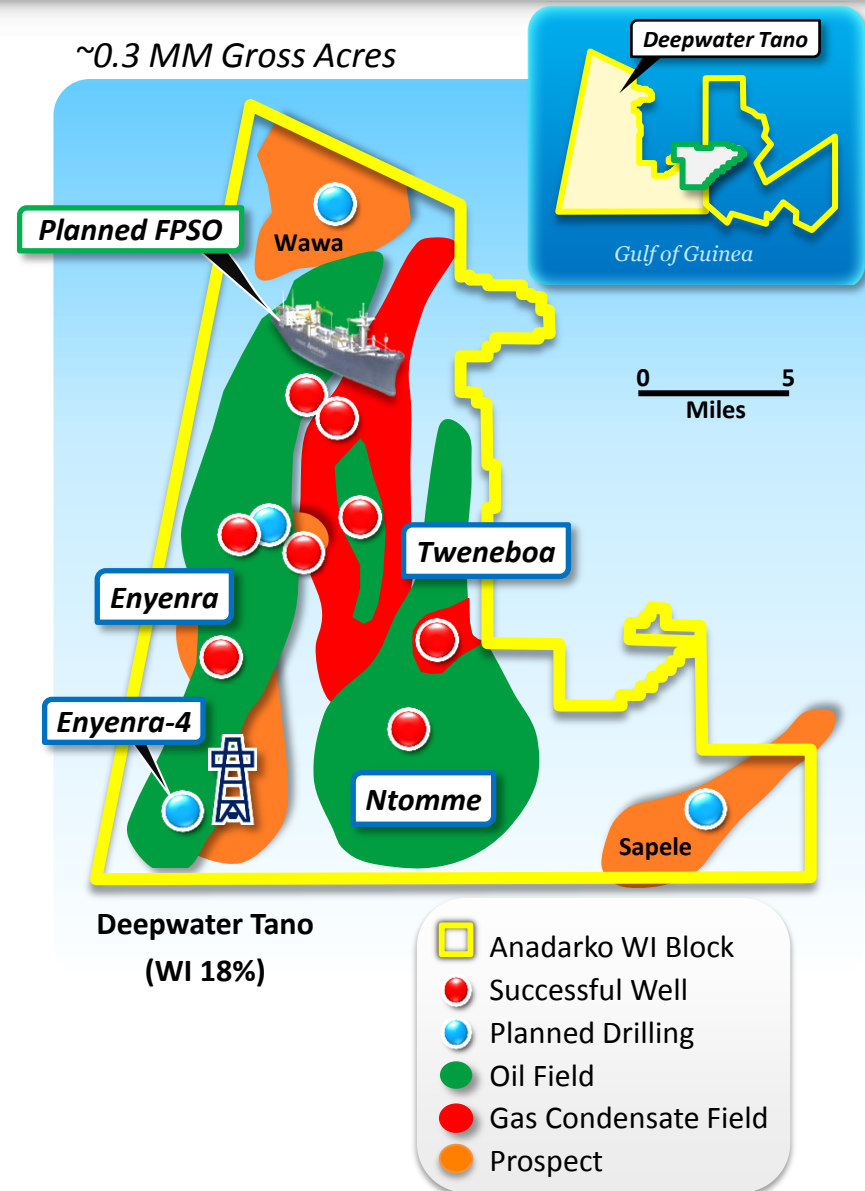 ~0.3 MM Gross Acres
Deepwater Tano
Gulf of Guinea
Planned FPSO
Wawa
0 5
Miles
Tweneboa
Enyenra
Enyenra-4
Ntomme
Sapele
Deepwater Tano
(WI 18%)
Anadarko WI Block
Successful Well
Planned Drilling
Oil Field
Gas Condensate Field
Prospect